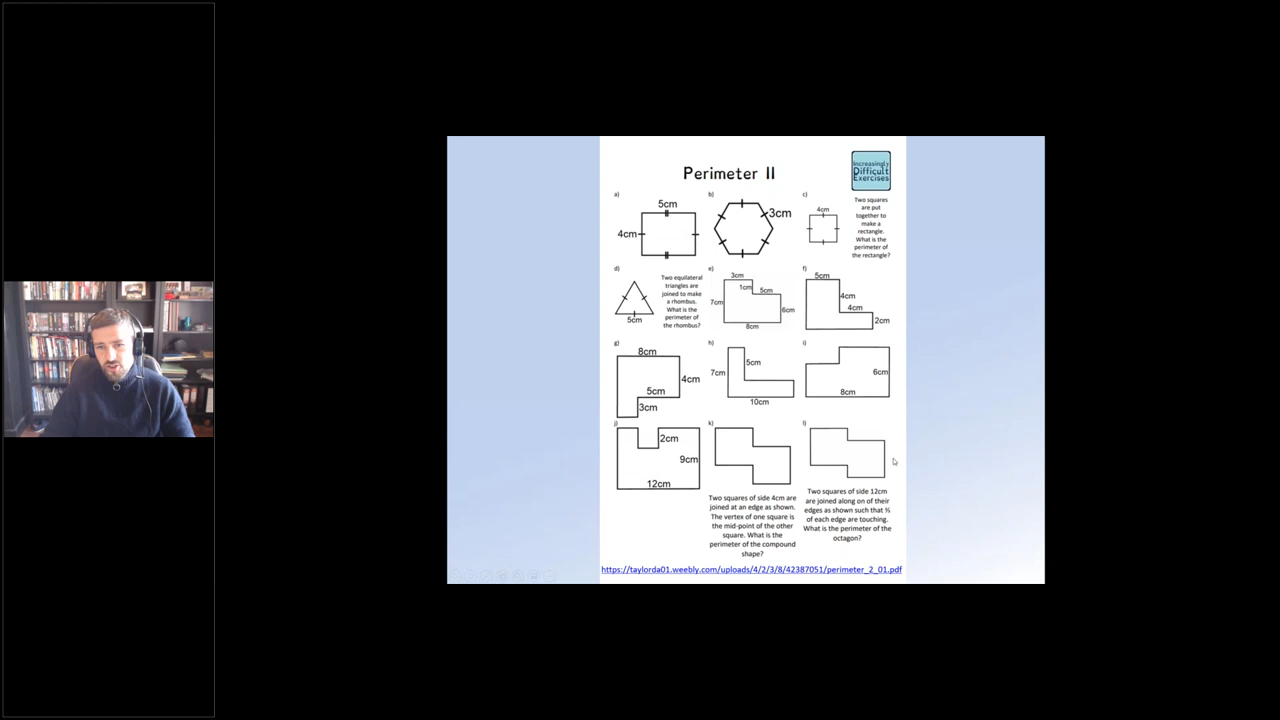 Perimeter II
Increasingly
Difficult
Exercises
a)
5cm
4cm
b)
3cm
c)
4cm
Two squares
are put
together to
make a
rectangle.
What is the
perimeter of
the rectangle?
d)
5cm
Two equilateral
triangles are
joined to make
a rhombus.
What is the
perimeter of
the rhombus?
e)
3cm
1cm
5cm
7cm
6cm
8cm
f)
5cm
4cm
4cm
2cm
g)
8cm
4cm
5cm
3cm
h)
5cm
7cm
10cm
i)
6cm
8cm
j)
2cm
9cm
12cm
k)
Two squares of side 4cm are
joined at an edge as shown.
The vertex of one square is
the mid-point of the other
square. What is the
perimeter of the compound
shape?
l)
Two squares of side 12cm
are joined along on of their
edges as shown such that ⅔
of each edge are touching.
What is the perimeter of the
octagon?
https://taylorda01.weebly.com/uploads/4/2/3/8/42387051/perimeter_2_01.pdf